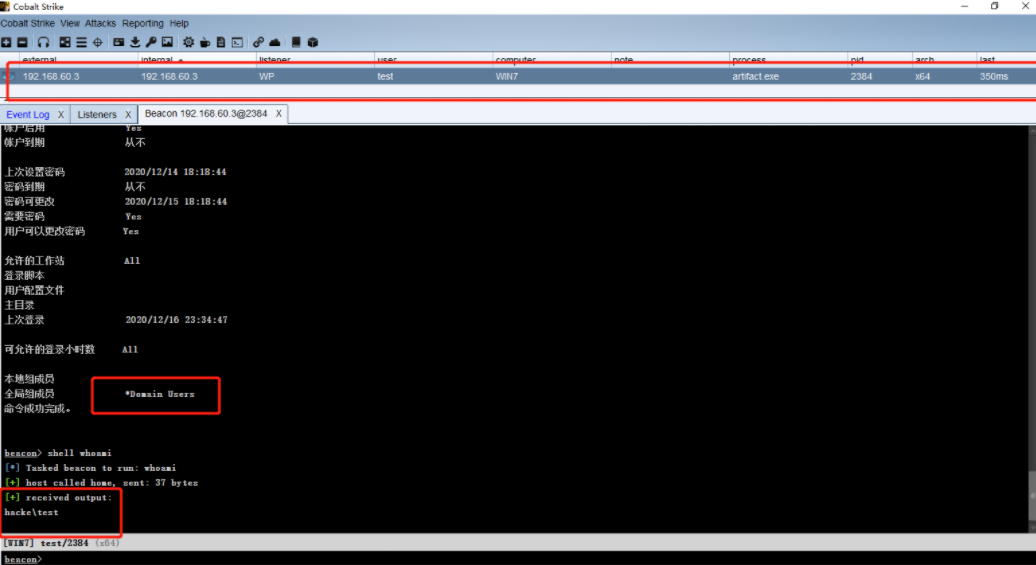 Cobalt Strike
Cobalt Strike View Attacks Reporting Help
external internal listener user computer note process pid arch last
192.168.60.3 192.168.60.3 WP test WIN7 artifact.exe 2384 x64 350ms
Event Log X Listeners X Beacon 192.168.60.3@2384 X
帐户启用 Yes
帐户到期 从不
上次设置密码 2020/12/14 18:18:44
密码到期 从不
密码可更改 2020/12/15 18:18:44
需要密码 Yes
用户可以更改密码 Yes
允许的工作站 All
登录脚本
用户配置文件
主目录
上次登录 2020/12/16 23:34:47
可允许的登录小时数 All
本地组成员
全局组成员 *Domain Users
命令成功完成。
beacon> shell whoami
[*] Tasked beacon to run: whoami
[+] host called home, sent: 37 bytes
[+] received output:
hacke\test
[WIN7] test/2384 (x64)
beacon>